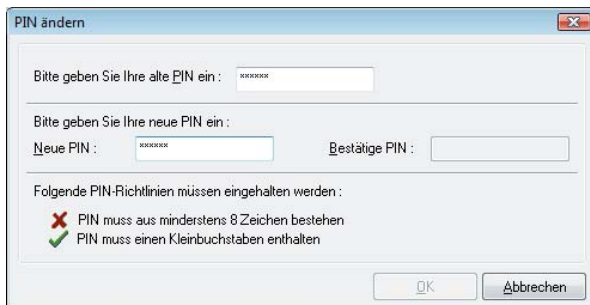 PIN ändern
Bitte geben Sie Ihre alte PIN ein : ******
Bitte geben Sie Ihre neue PIN ein :
Neue PIN : ****** Bestätige PIN :
Folgende PIN-Richtlinien müssen eingehalten werden :
PIN muss aus minderstens 8 Zeichen bestehen
PIN muss einen Kleinbuchstaben enthalten
OK Abbrechen